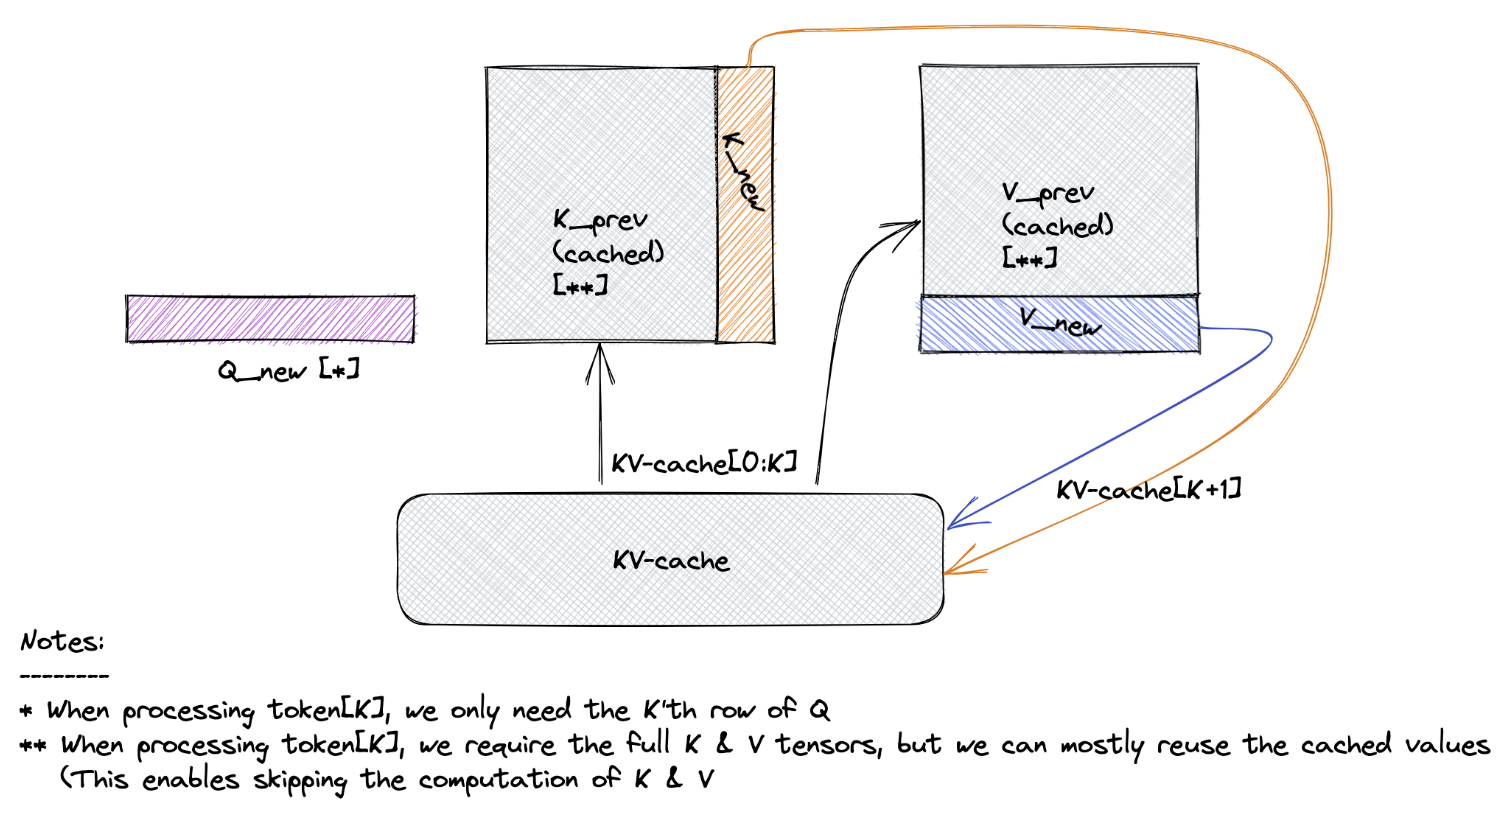 K_new
K_prev
(cached)
[**]
V_prev
(cached)
[**]
V_new
Q_new [*]
KV-cache[0:K]
KV-cache[K+1]
KV-cache
Notes:
--------
* When processing token[K], we only need the K'th row of Q
** When processing token[K], we require the full K & V tensors, but we can mostly reuse the cached values
(This enables skipping the computation of K & V